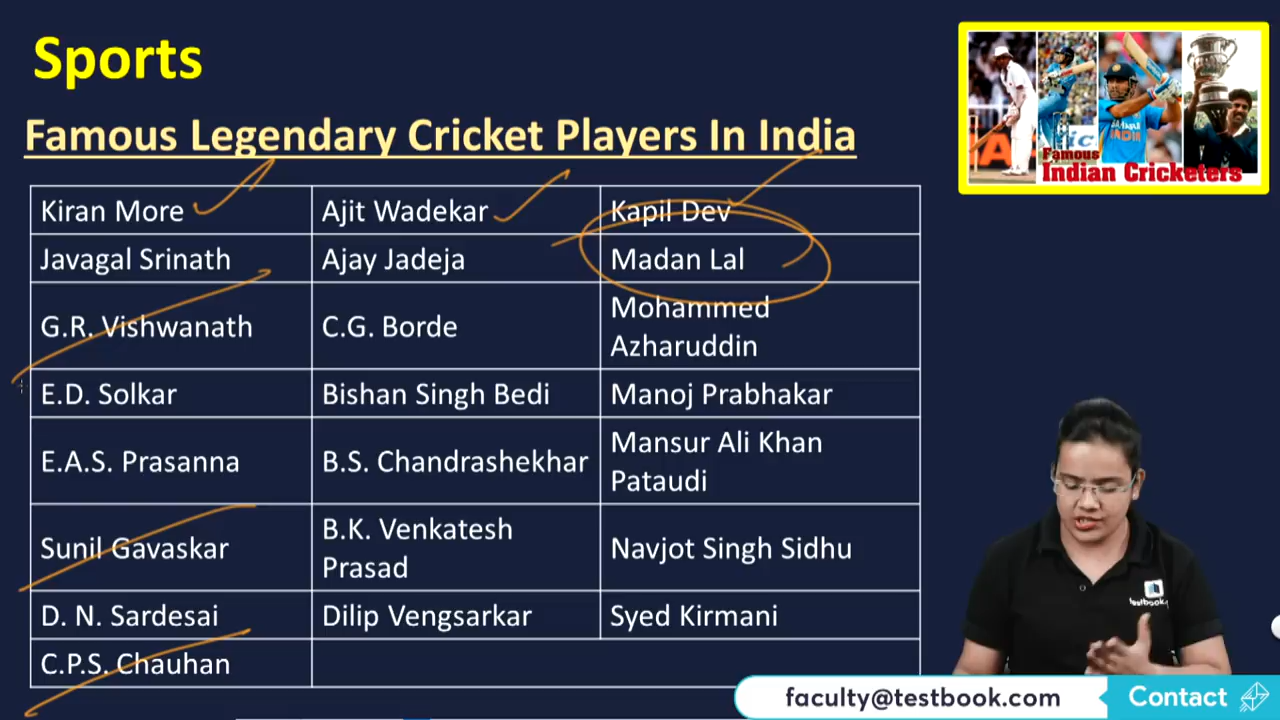 Sports
Famous Legendary Cricket Players In India
Famous
Indian Cricketers
Kiran More Ajit Wadekar Kapil Dev
Javagal Srinath Ajay Jadeja Madan Lal
G.R. Vishwanath C.G. Borde Mohammed
Azharuddin
E.D. Solkar Bishan Singh Bedi Manoj Prabhakar
E.A.S. Prasanna B.S. Chandrashekhar Mansur Ali Khan
Pataudi
Sunil Gavaskar B.K. Venkatesh
Prasad Navjot Singh Sidhu
D. N. Sardesai Dilip Vengsarkar Syed Kirmani
C.P.S. Chauhan
testbook
faculty@testbook.com Contact